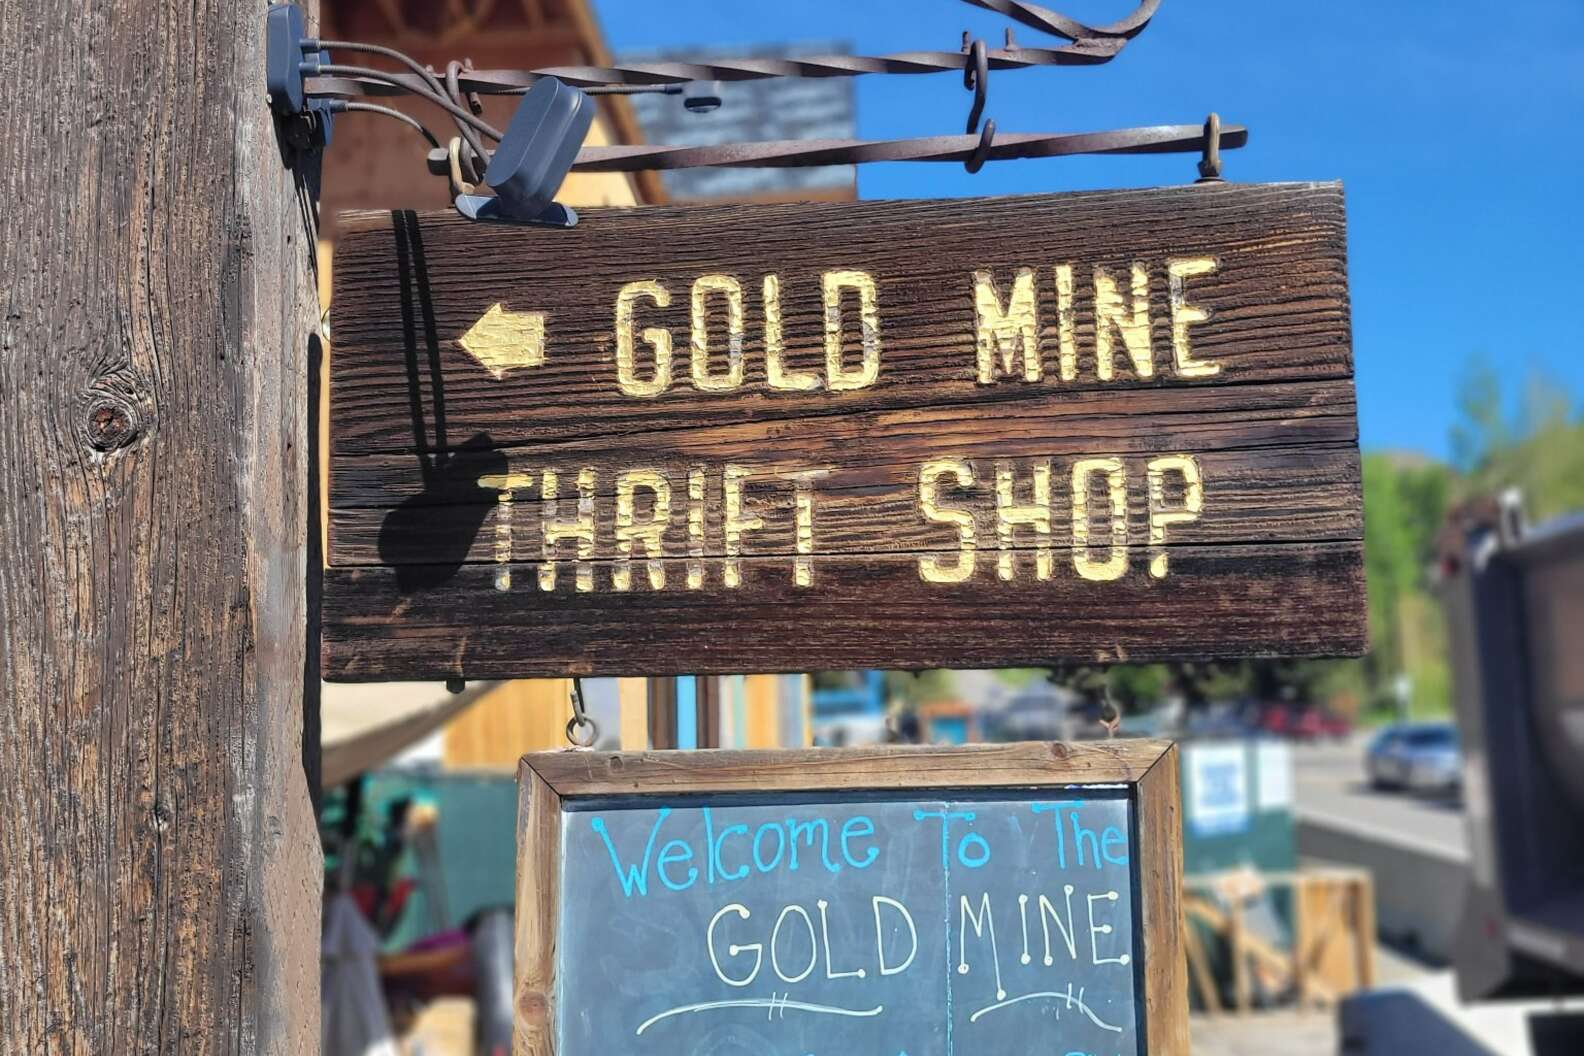 GOLD MINE
THRIFT SHOP
Welcome To The
GOLD MINE